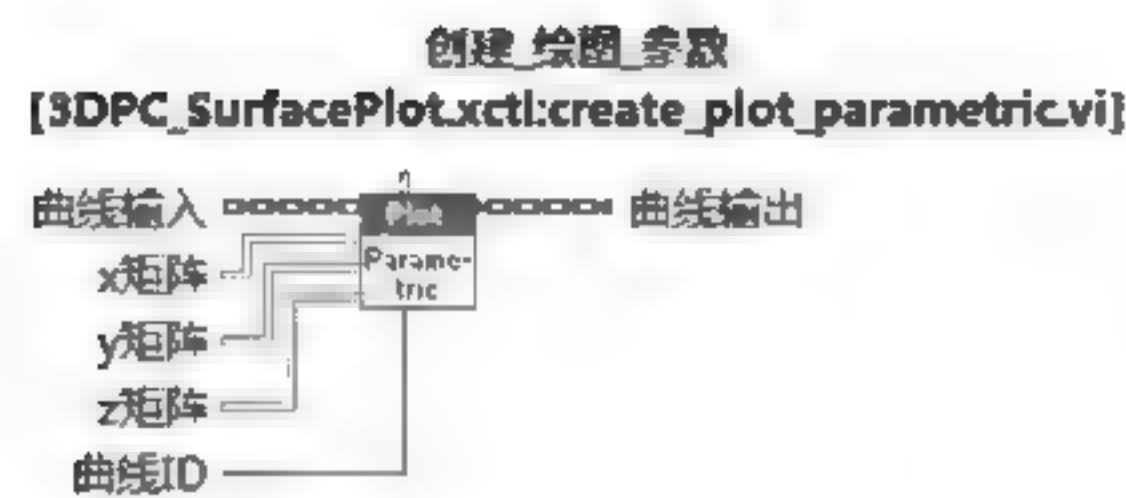 创建_绘图_参数
[3DPC_SurfacePlot.xctl:create_plot_parametric.vi]
曲线输入
Plot
曲线输出
x矩阵
Parame-
tric
y矩阵
z矩阵
曲线ID